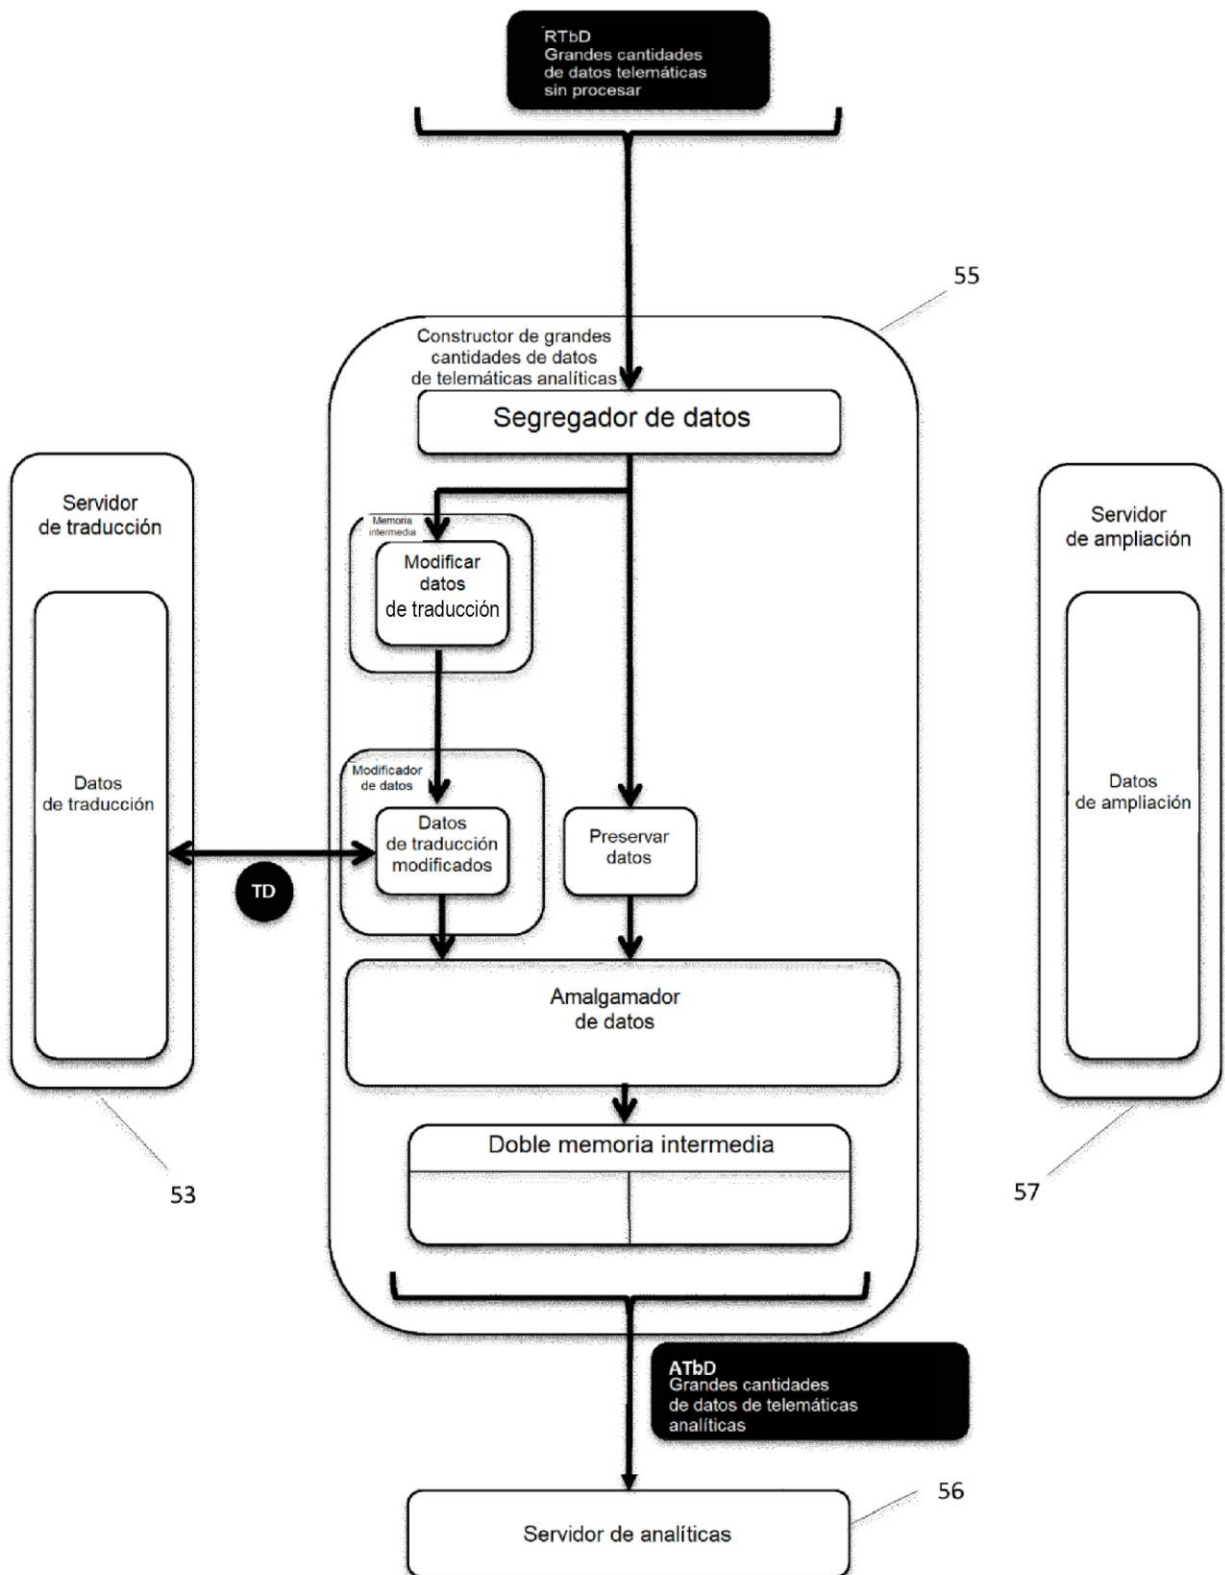 RTbD
Grandes cantidades
de datos telemáticas
sin procesar
55
Constructor de grandes
cantidades de datos
de telemáticas analíticas
Segregador de datos
Servidor
de traducción
Memoria
intermedia
Servidor
de ampliación
Modificar
datos
de traducción
Modificador
de datos
Datos
de traducción
Datos
de traducción
modificados
Preservar
datos
Datos
de ampliación
TD
Amalgamador
de datos
Doble memoria intermedia
53
57
ATbD
Grandes cantidades
de datos de telemáticas
analíticas
56
Servidor de analíticas